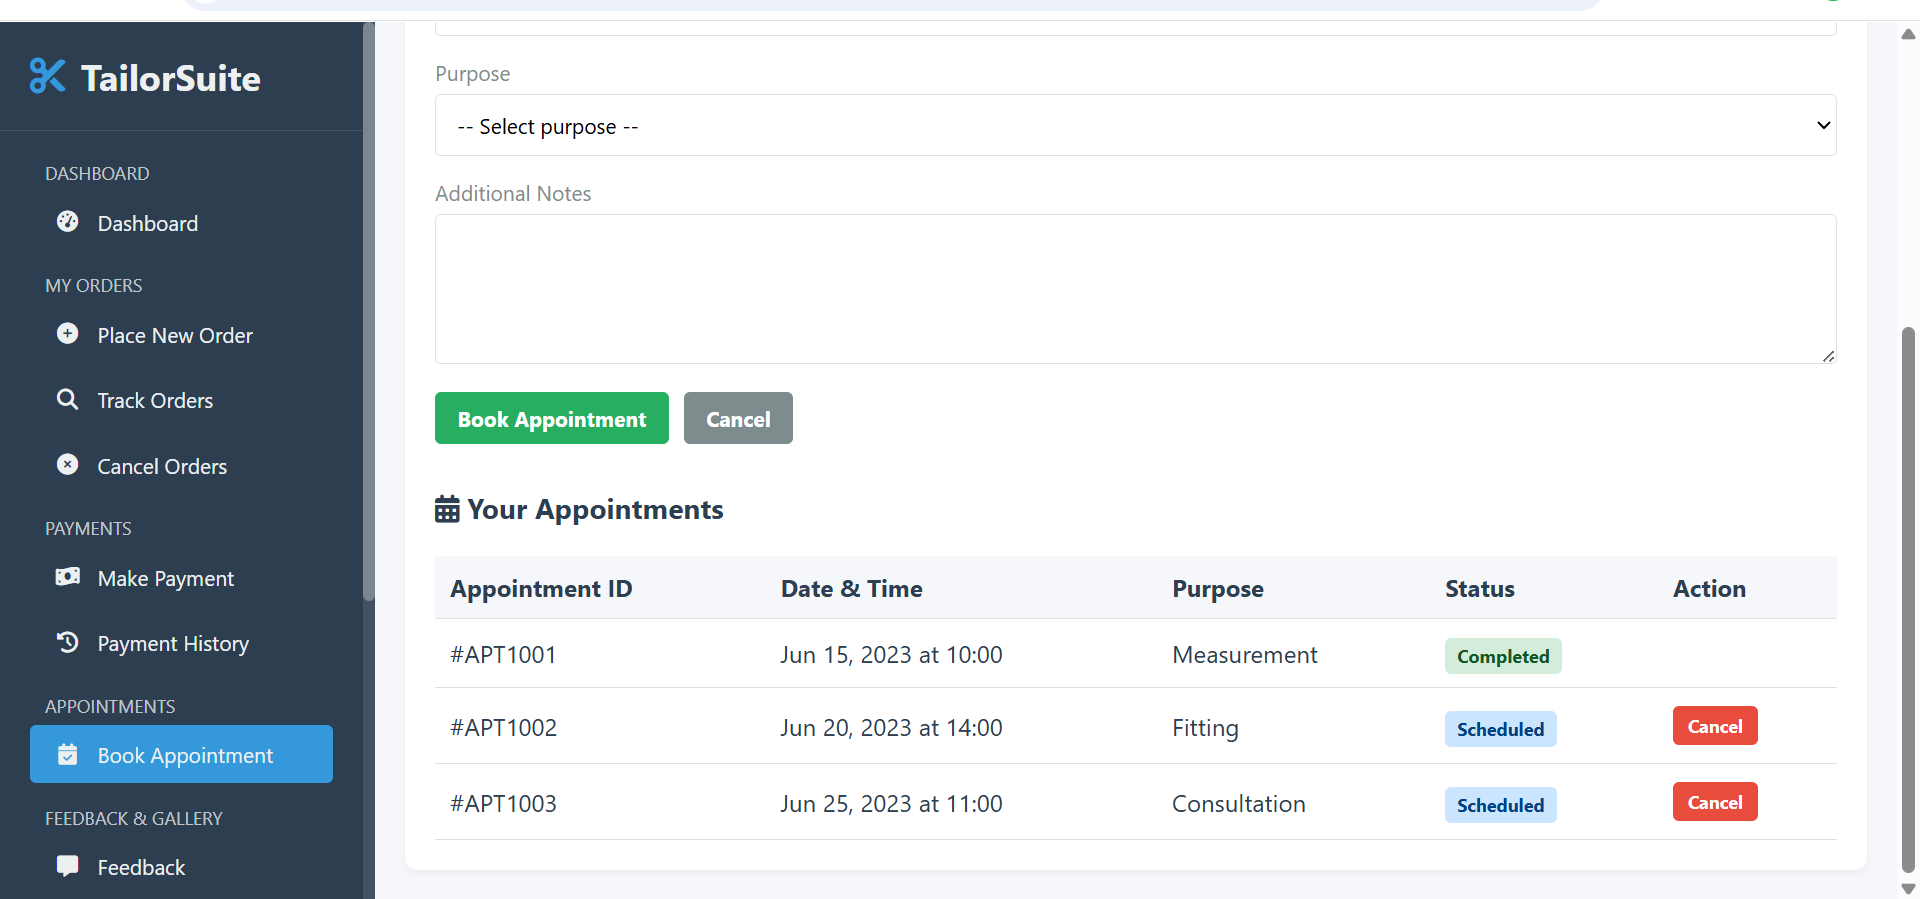 TailorSuite
DASHBOARD
Dashboard
MY ORDERS
Place New Order
Track Orders
Cancel Orders
PAYMENTS
Make Payment
Payment History
APPOINTMENTS
Book Appointment
FEEDBACK & GALLERY
Feedback
Purpose
-- Select purpose --
Additional Notes
Book Appointment Cancel
Your Appointments
Appointment ID Date & Time Purpose Status Action
#APT1001 Jun 15, 2023 at 10:00 Measurement Completed
#APT1002 Jun 20, 2023 at 14:00 Fitting Scheduled Cancel
#APT1003 Jun 25, 2023 at 11:00 Consultation Scheduled Cancel